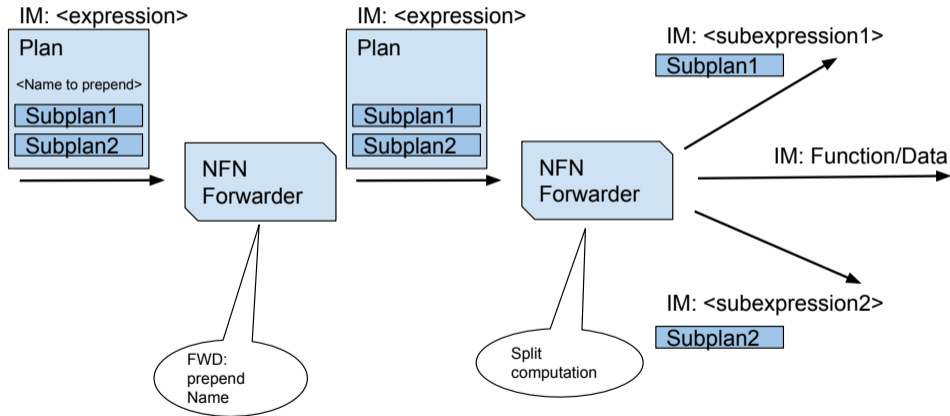 IM: <expression>
Plan
<Name to prepend>
Subplan1
Subplan2
NFN
Forwarder
FWD:
prepend
Name
IM: <expression>
Plan
Subplan1
Subplan2
NFN
Forwarder
Split
computation
IM: <subexpression1>
Subplan1
IM: Function/Data
IM: <subexpression2>
Subplan2